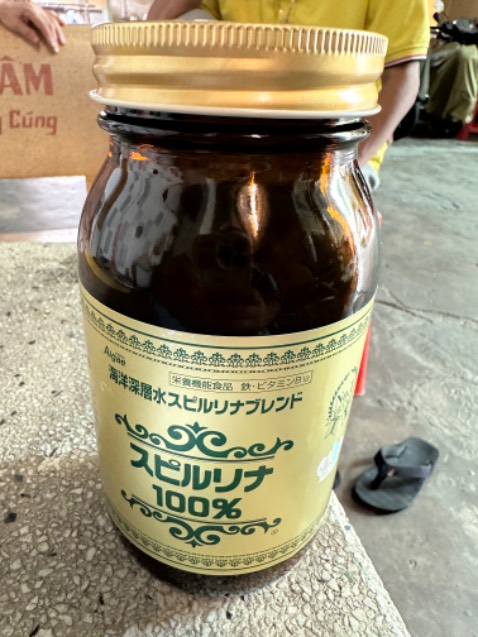 ÂM
Cúng
Algae
栄養機能食品 鉄・ビタミンB12
海洋深層水スピルリナブレンド
スピルリナ
100%